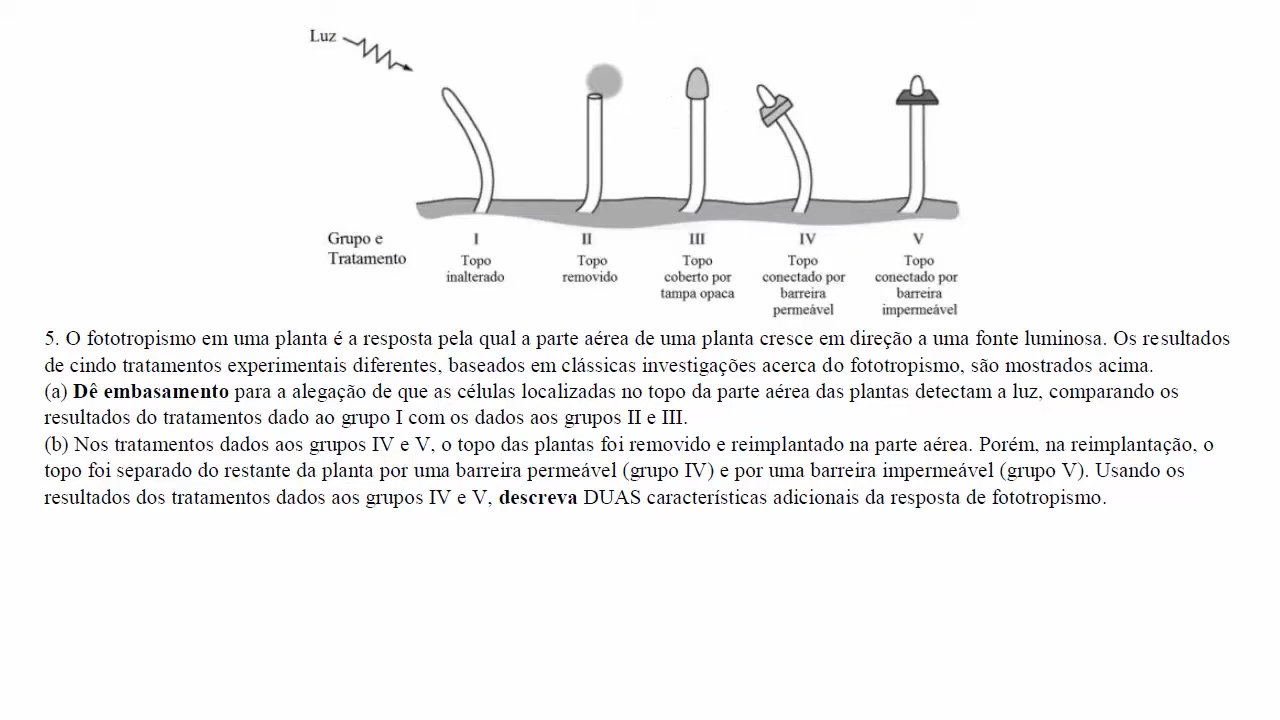 Luz
Grupo e
Tratamento
I
Topo
inalterado
II
Topo
removido
III
Topo
coberto por
tampa opaca
IV
Topo
conectado por
barreira
permeável
V
Topo
conectado por
barreira
impermeável
5. O fototropismo em uma planta é a resposta pela qual a parte aérea de uma planta cresce em direção a uma fonte luminosa. Os resultados
de cindo tratamentos experimentais diferentes, baseados em clássicas investigações acerca do fototropismo, são mostrados acima.
(a) Dê embasamento para a alegação de que as células localizadas no topo da parte aérea das plantas detectam a luz, comparando os
resultados do tratamentos dado ao grupo I com os dados aos grupos II e III.
(b) Nos tratamentos dados aos grupos IV e V, o topo das plantas foi removido e reimplantado na parte aérea. Porém, na reimplantação, o
topo foi separado do restante da planta por uma barreira permeável (grupo IV) e por uma barreira impermeável (grupo V). Usando os
resultados dos tratamentos dados aos grupos IV e V, descreva DUAS características adicionais da resposta de fototropismo.